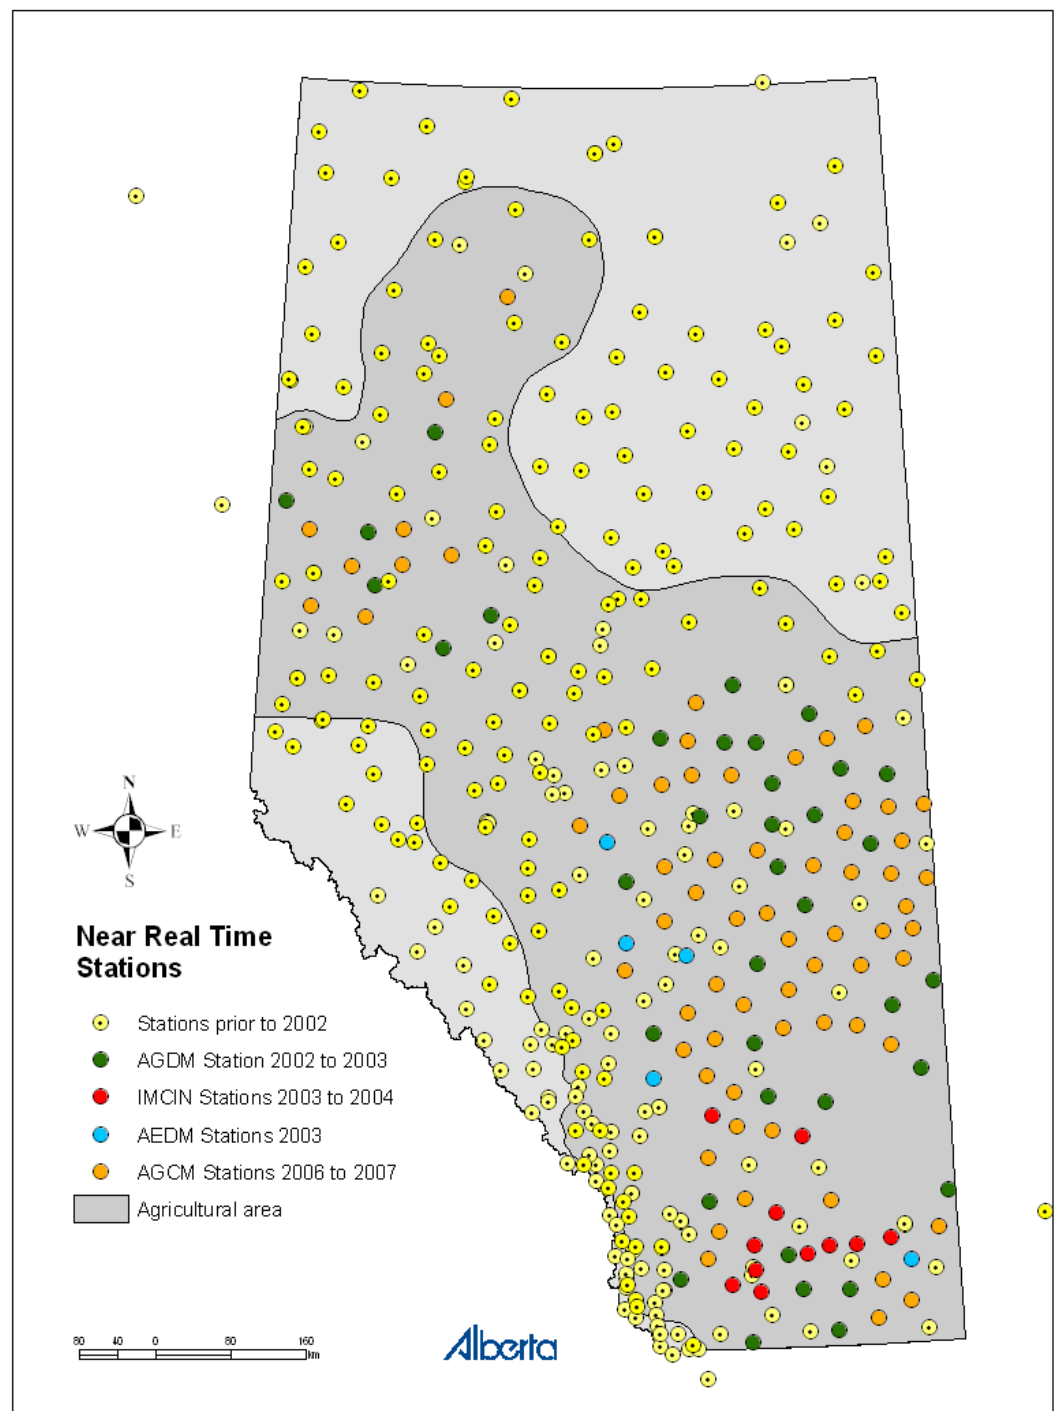 N
W
E
S
Near Real Time
Stations
Stations prior to 2002
AGDM Station 2002 to 2003
IMCIN Stations 2003 to 2004
AEDM Stations 2003
AGCM Stations 2006 to 2007
Agricultural area
80 40 0 80 160
km
Alberta